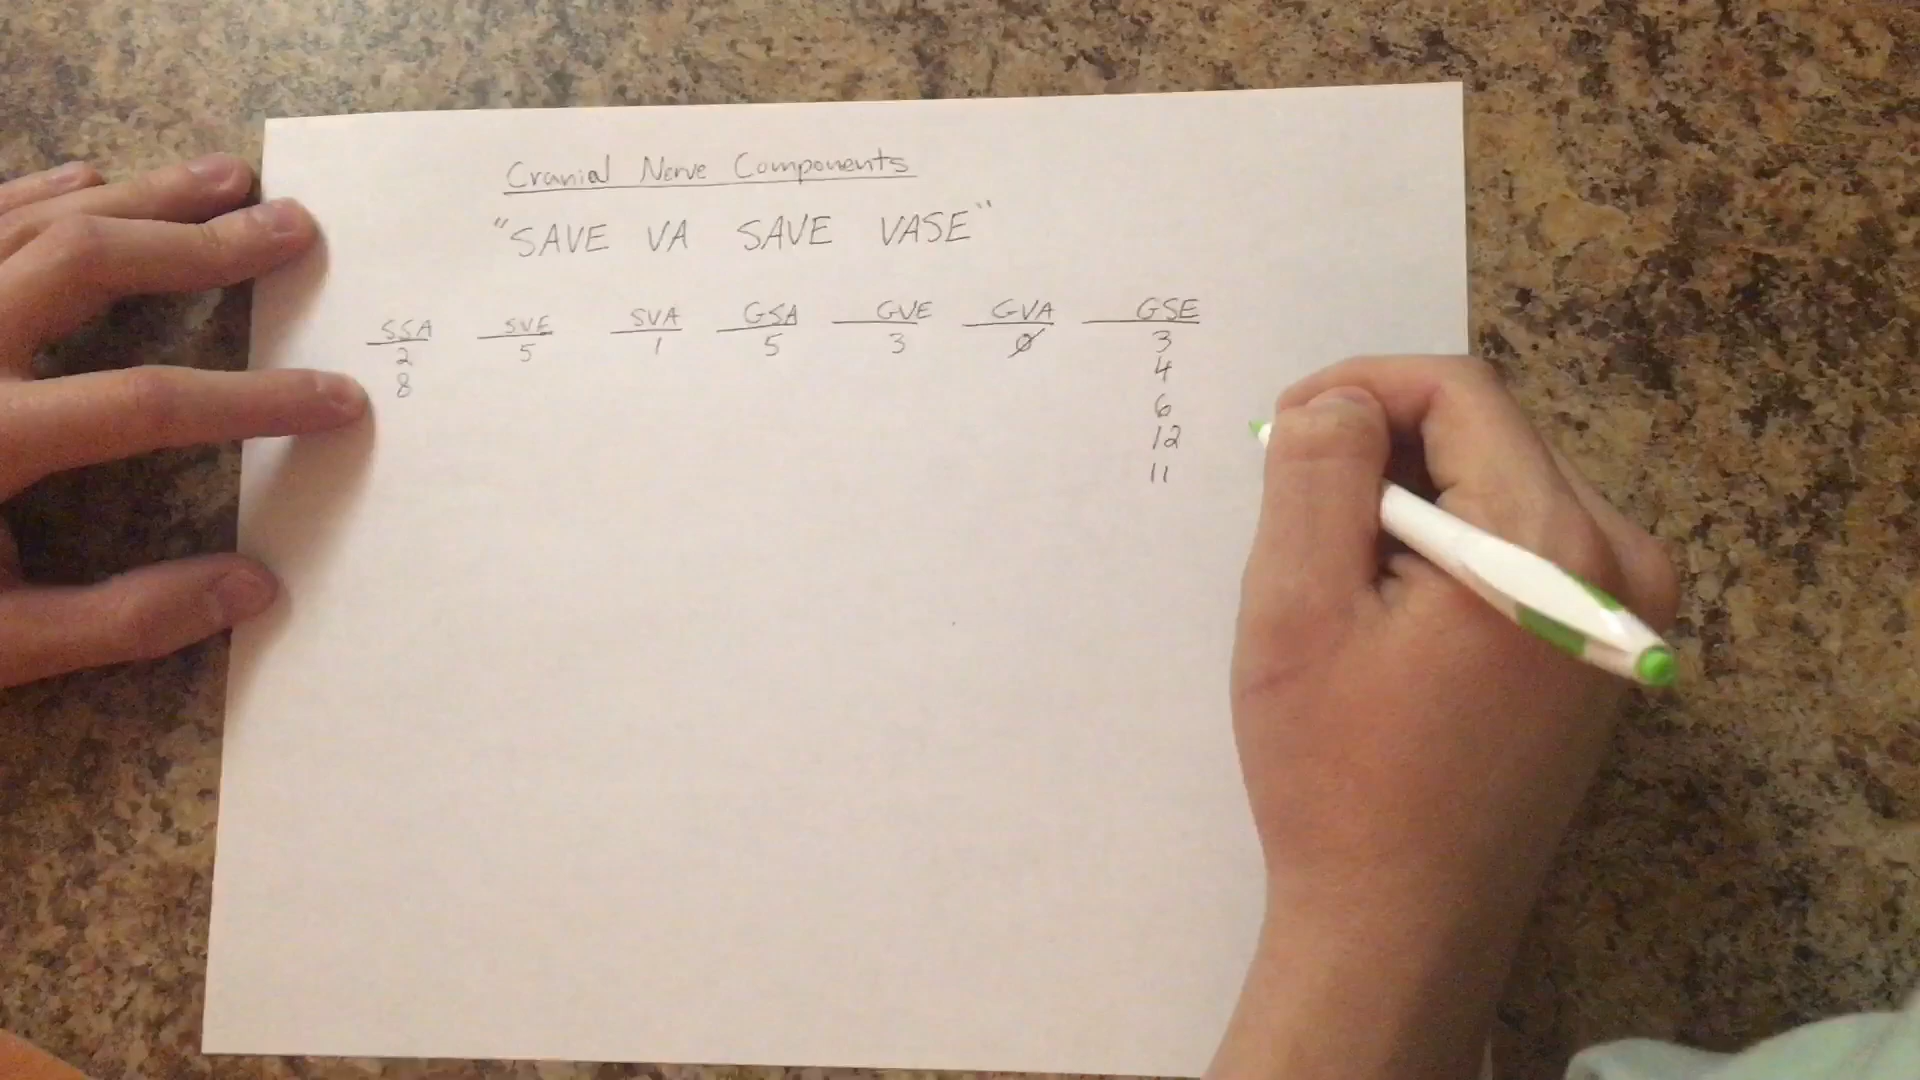 Cranial Nerve Components
"SAVE VA SAVE VASE"
SSA SVE SVA GSA GVE GVA GSE
2 5 1 5 3 Ø 3
8 4
6
12
11